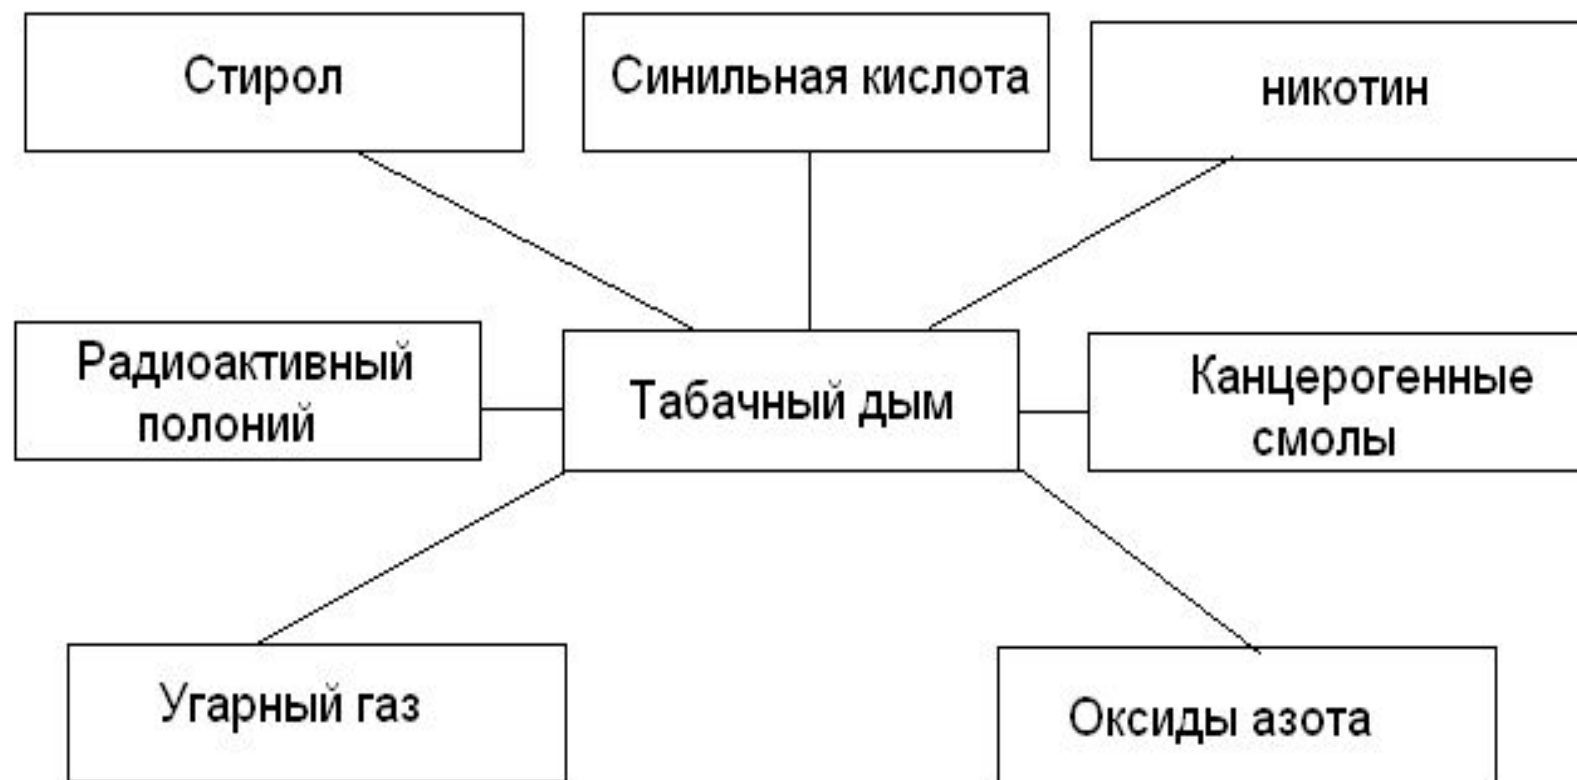 Стирол
Синильная кислота
никотин
Радиоактивный
полоний
Табачный дым
Канцерогенные
смолы
Угарный газ
Оксиды азота